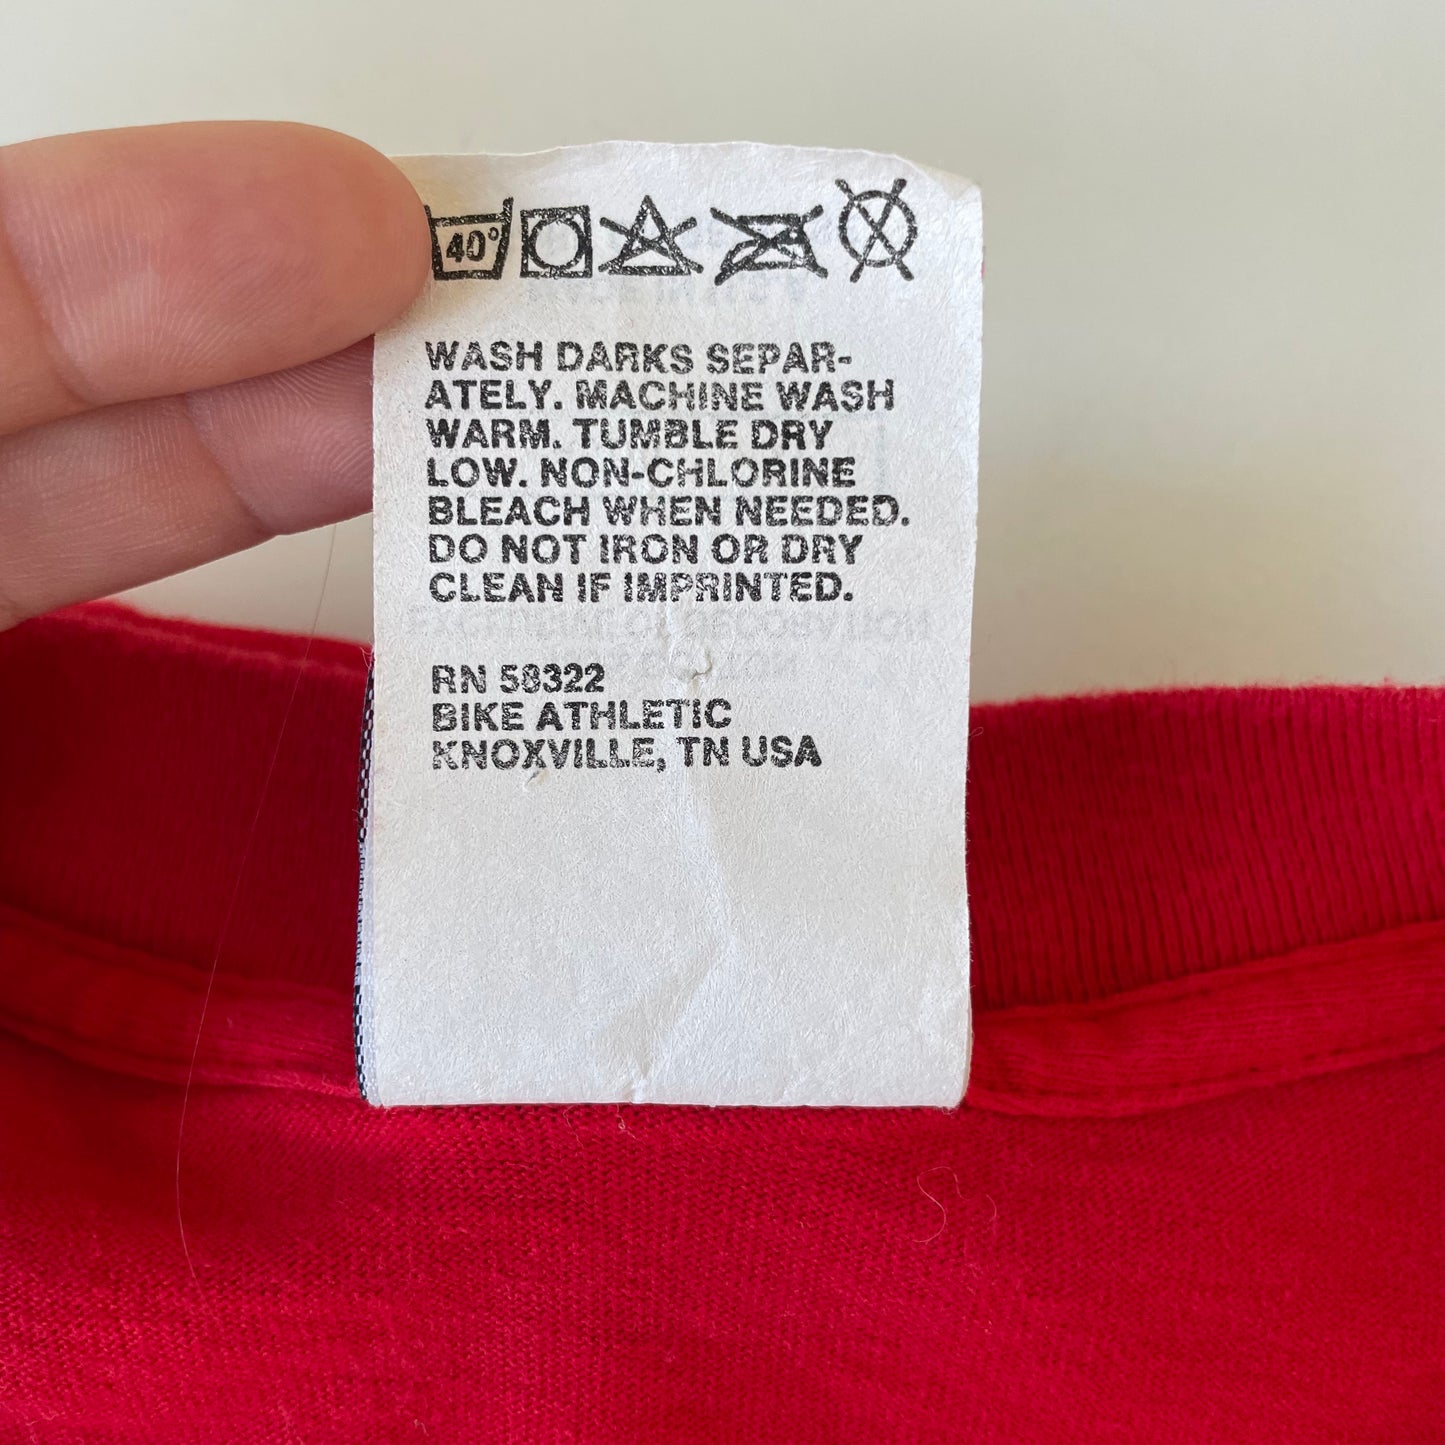 40°
WASH DARKS SEPAR-
ATELY. MACHINE WASH
WARM. TUMBLE DRY
LOW. NON-CHLORINE
BLEACH WHEN NEEDED.
DO NOT IRON OR DRY
CLEAN IF IMPRINTED.
RN 58322
BIKE ATHLETIC
KNOXVILLE, TN USA